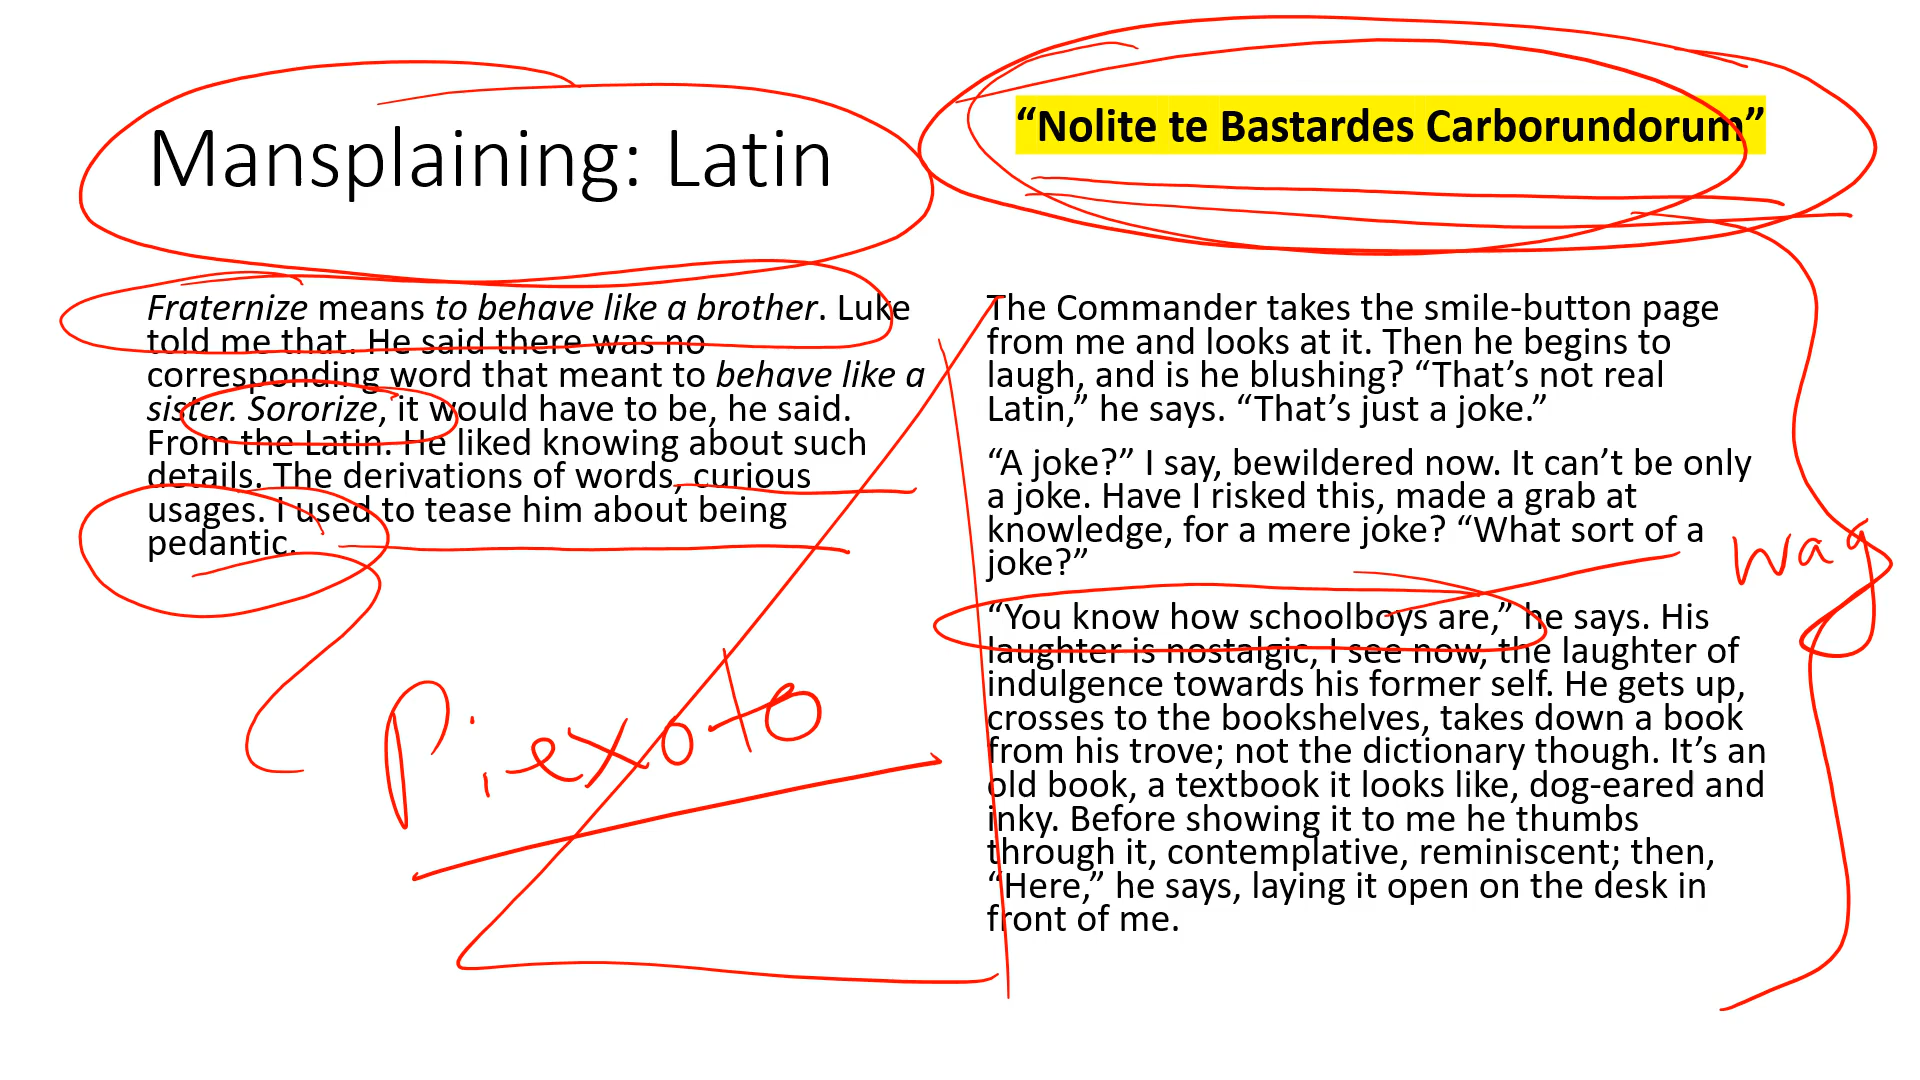 Mansplaining: Latin
Fraternize means to behave like a brother. Luke
told me that. He said there was no
corresponding word that meant to behave like a
sister. Sororize, it would have to be, he said.
From the Latin. He liked knowing about such
details. The derivations of words, curious
usages. I used to tease him about being
pedantic.
Piexoto
“Nolite te Bastardes Carborundorum”
The Commander takes the smile-button page
from me and looks at it. Then he begins to
laugh, and is he blushing? “That’s not real
Latin,” he says. “That’s just a joke.”
“A joke?” I say, bewildered now. It can’t be only
a joke. Have I risked this, made a grab at
knowledge, for a mere joke? “What sort of a
joke?”
“You know how schoolboys are,” he says. His
laughter is nostalgic, I see now, the laughter of
indulgence towards his former self. He gets up,
crosses to the bookshelves, takes down a book
from his trove; not the dictionary though. It’s an
old book, a textbook it looks like, dog-eared and
inky. Before showing it to me he thumbs
through it, contemplative, reminiscent; then,
“Here,” he says, laying it open on the desk in
front of me.
wag